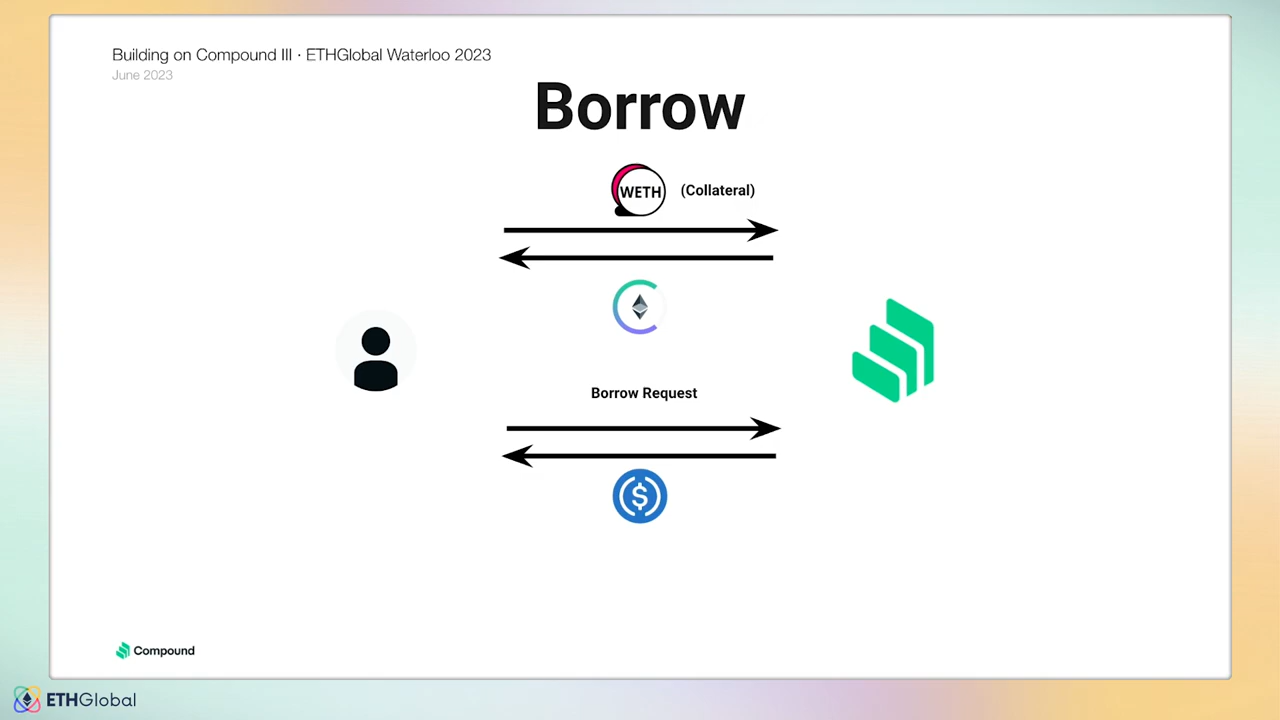 Building on Compound III · ETHGlobal Waterloo 2023
June 2023
Borrow
WETH (Collateral)
Borrow Request
$
Compound
ETHGlobal